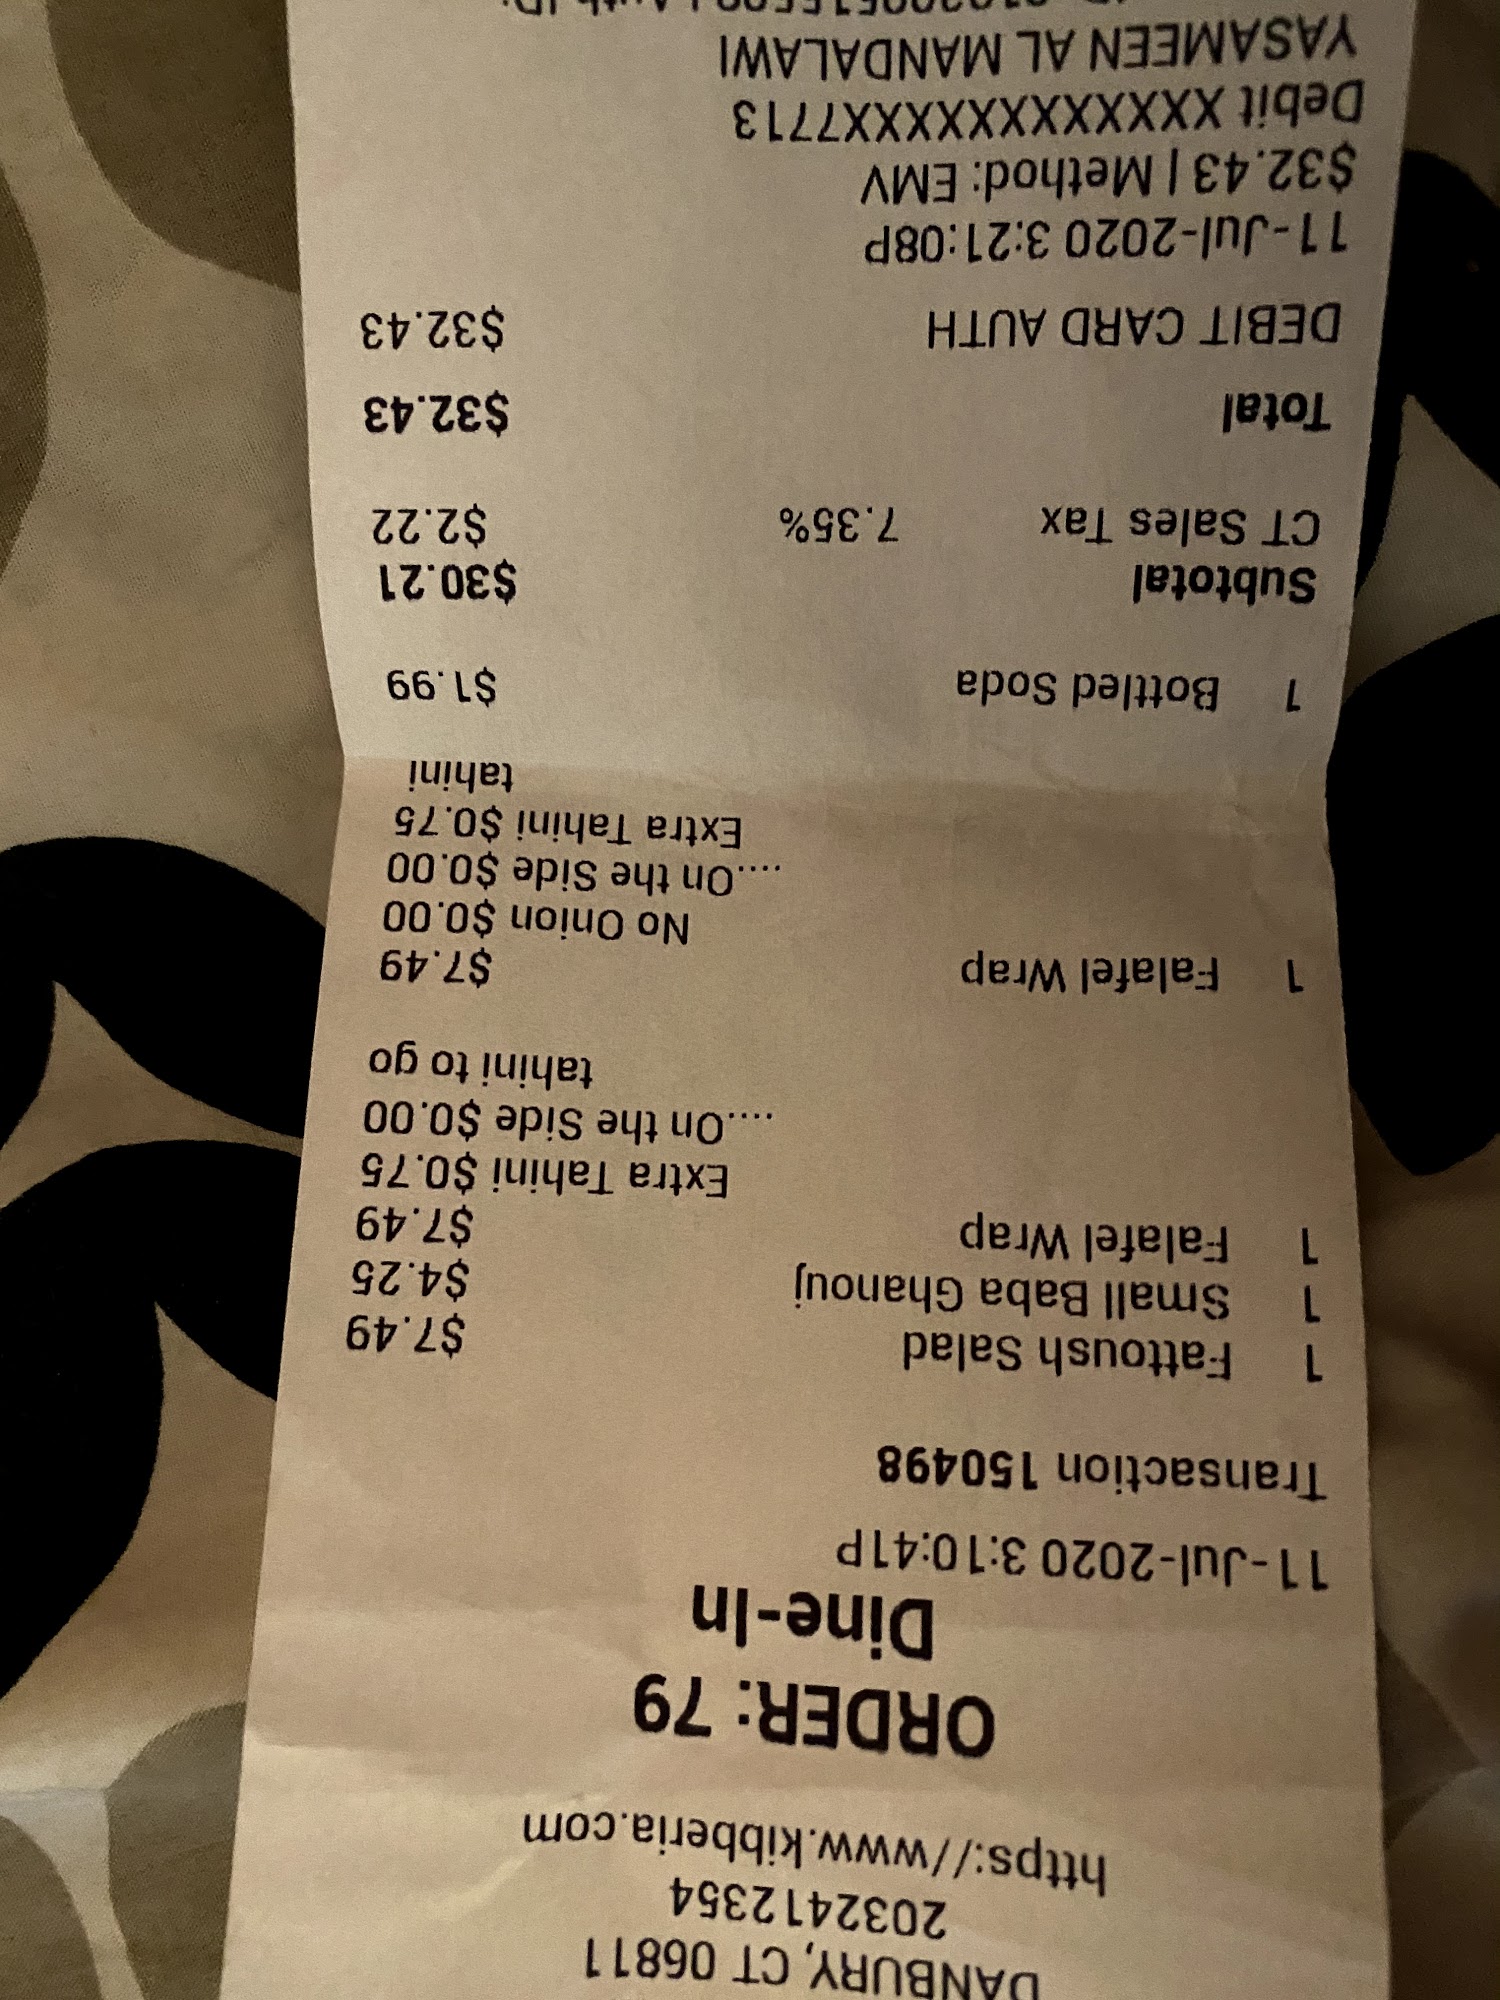 DANBURY, CT 06811
2032412354
https://www.kibberia.com
ORDER: 79
Dine-In
11-Jul-2020 3:10:41P
Transaction 150498
1 Fattoush Salad $7.49
1 Small Baba Ghanouj $4.25
1 Falafel Wrap $7.49
Extra Tahini $0.75
....On the Side $0.00
tahini to go
1 Falafel Wrap $7.49
No Onion $0.00
....On the Side $0.00
Extra Tahini $0.75
tahini
1 Bottled Soda $1.99
Subtotal $30.21
CT Sales Tax 7.35% $2.22
Total $32.43
DEBIT CARD AUTH $32.43
11-Jul-2020 3:21:08P
$32.43 | Method: EMV
Debit XXXXXXXXXXXX7713
YASAMEEN AL MANDALAWI